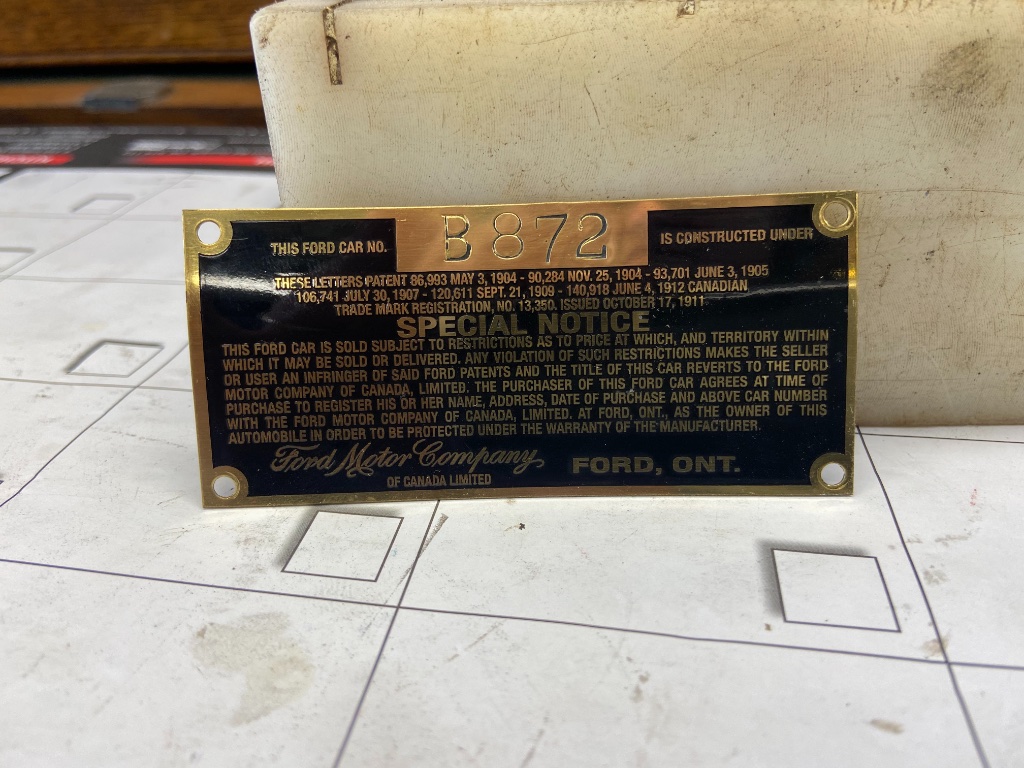 THIS FORD CAR NO. B872 IS CONSTRUCTED UNDER
THESE LETTERS PATENT 86,993 MAY 3, 1904 - 90,284 NOV. 25, 1904 - 93,701 JUNE 3, 1905
106,741 JULY 30, 1907 - 120,611 SEPT. 21, 1909 - 140,918 JUNE 4, 1912 CANADIAN
TRADE MARK REGISTRATION, NO. 13,350, ISSUED OCTOBER 17, 1911
SPECIAL NOTICE
THIS FORD CAR IS SOLD SUBJECT TO RESTRICTIONS AS TO PRICE AT WHICH, AND TERRITORY WITHIN
WHICH IT MAY BE SOLD OR DELIVERED. ANY VIOLATION OF SUCH RESTRICTIONS MAKES THE SELLER
OR USER AN INFRINGER OF SAID FORD PATENTS AND THE TITLE OF THIS CAR REVERTS TO THE FORD
MOTOR COMPANY OF CANADA, LIMITED. THE PURCHASER OF THIS FORD CAR AGREES AT TIME OF
PURCHASE TO REGISTER HIS OR HER NAME, ADDRESS, DATE OF PURCHASE AND ABOVE CAR NUMBER
WITH THE FORD MOTOR COMPANY OF CANADA, LIMITED. AT FORD, ONT., AS THE OWNER OF THIS
AUTOMOBILE IN ORDER TO BE PROTECTED UNDER THE WARRANTY OF THE MANUFACTURER.
Ford Motor Company FORD, ONT.
OF CANADA LIMITED